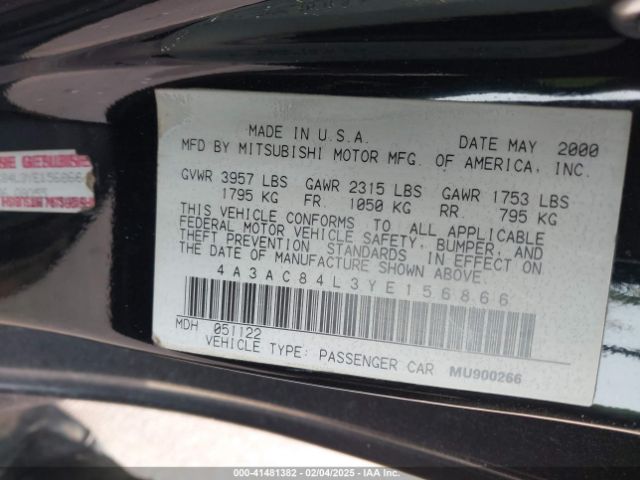 MADE IN U.S.A. DATE MAY 2000
MFD BY MITSUBISHI MOTOR MFG. OF AMERICA, INC.
GVWR 3957 LBS GAWR 2315 LBS GAWR 1753 LBS
1795 KG FR. 1050 KG RR. 795 KG
THIS VEHICLE CONFORMS TO ALL APPLICABLE
FEDERAL MOTOR VEHICLE SAFETY, BUMPER, AND
THEFT PREVENTION STANDARDS IN EFFECT ON
THE DATE OF MANUFACTURE SHOWN ABOVE.
4A3AC84L3YE156866
MDH 051122
VEHICLE TYPE: PASSENGER CAR MU900266
000-41481382 - 02/04/2025 - IAA Inc.